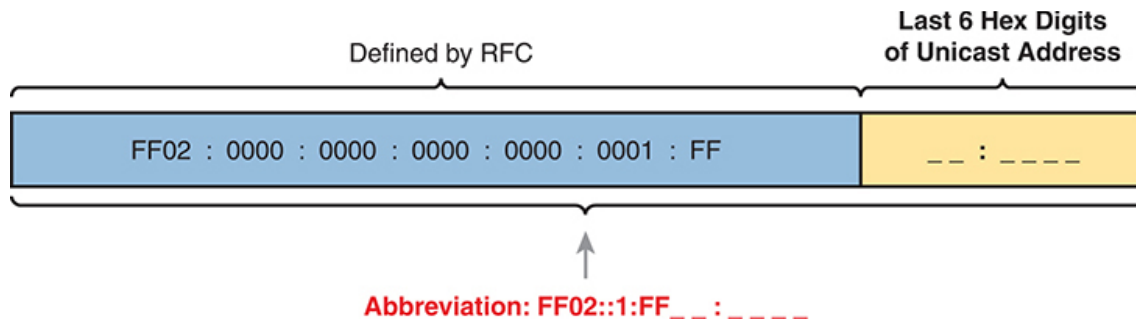 Last 6 Hex Digits
of Unicast Address
Defined by RFC
FF02 : 0000 : 0000 : 0000 : 0000 : 0001 : FF
_ _ : _ _ _ _
Abbreviation: FF02::1:FF_ _ : _ _ _ _